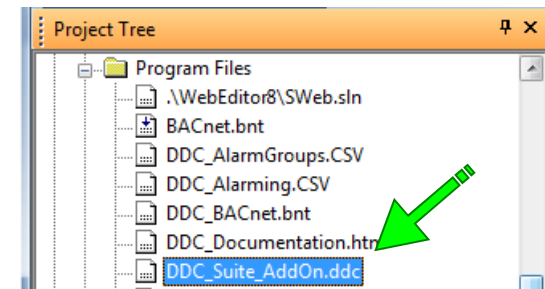 Project Tree
Program Files
.\WebEditor8\SWeb.sln
BACnet.bnt
DDC_AlarmGroups.CSV
DDC_Alarming.CSV
DDC_BACnet.bnt
DDC_Documentation.htm
DDC_Suite_AddOn.ddc